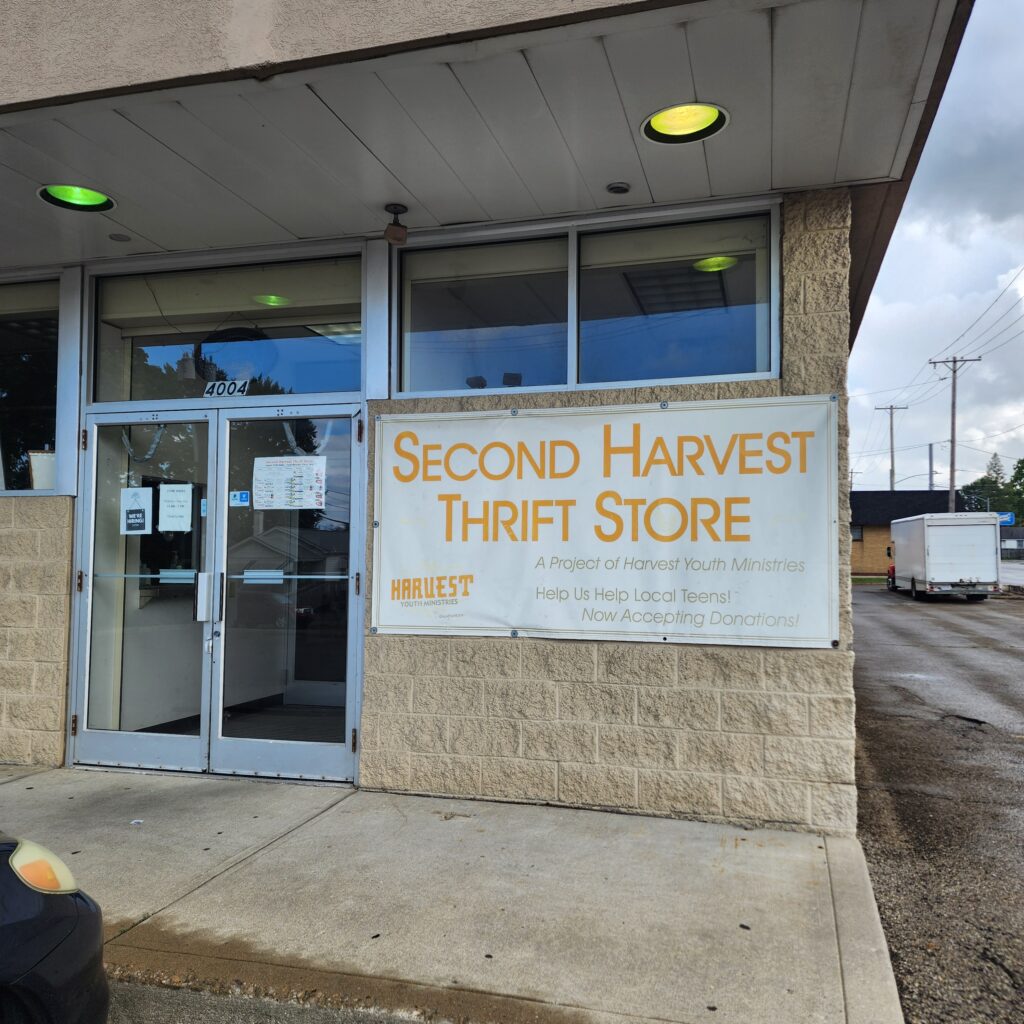 4004
WE'RE
HIRING!
SECOND HARVEST
THRIFT STORE
A Project of Harvest Youth Ministries
HARVEST
YOUTH MINISTRIES
Help Us Help Local Teens!
Now Accepting Donations!